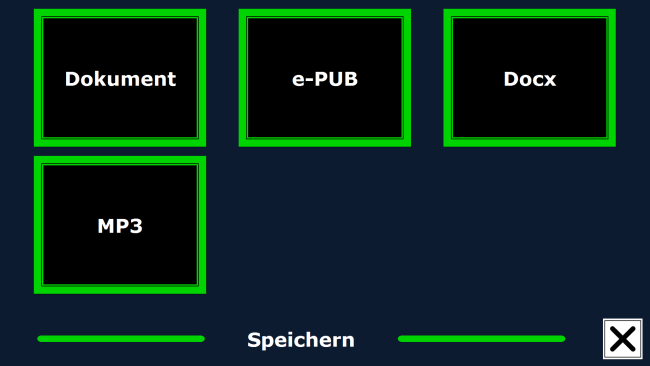 Dokument
e-PUB
Docx
MP3
Speichern